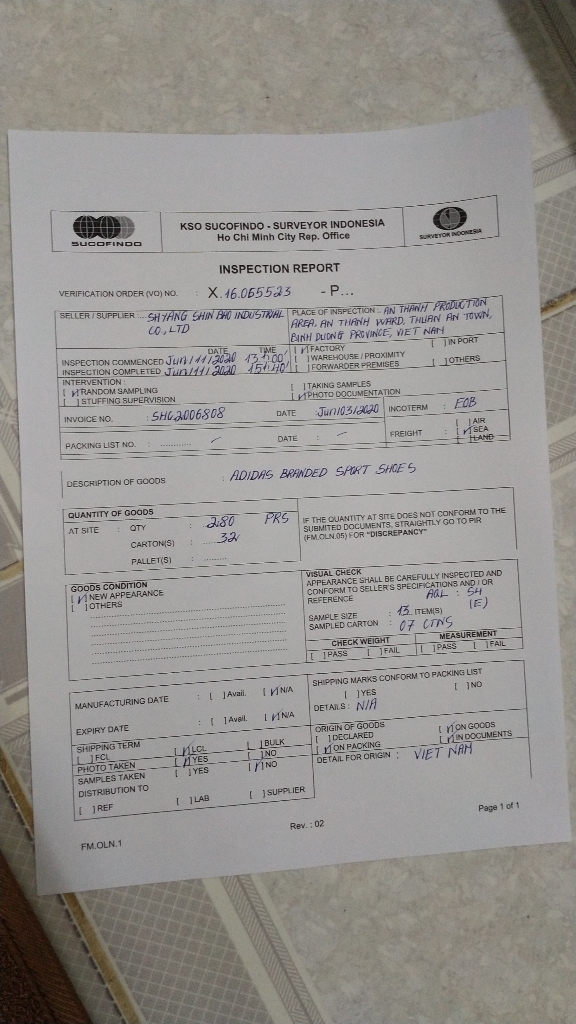 SUCOFINDO
KSO SUCOFINDO - SURVEYOR INDONESIA
Ho Chi Minh City Rep. Office
SURVEYOR INDONESIA
INSPECTION REPORT
VERIFICATION ORDER (VO) NO. : X.16.065523 - P...
SELLER / SUPPLIER : SHYANG SHIN BAO INDUSTRIAL
CO., LTD
PLACE OF INSPECTION : AN THANH PRODUCTION
AREA, AN THANH WARD, THUAN AN TOWN,
BINH DUONG PROVINCE, VIET NAM
DATE TIME
INSPECTION COMMENCED Jun/11/2020 13:00
INSPECTION COMPLETED Jun/11/2020 15:40
[ ✓ ] FACTORY [ ] IN PORT
[ ] WAREHOUSE / PROXIMITY
[ ] FORWARDER PREMISES [ ] OTHERS
INTERVENTION :
[ ✓ ] RANDOM SAMPLING [ ] TAKING SAMPLES
[ ] STUFFING SUPERVISION [ ✓ ] PHOTO DOCUMENTATION
INVOICE NO. : SHC2006808 DATE Jun/03/2020 INCOTERM : FOB
PACKING LIST NO. : ........... DATE : FREIGHT : [ ] AIR
[ ✓ ] SEA
[ ] LAND
DESCRIPTION OF GOODS : ADIDAS BRANDED SPORT SHOES
QUANTITY OF GOODS
AT SITE : QTY : 280 PRS
CARTON(S) : 32
PALLET(S) : ........
IF THE QUANTITY AT SITE DOES NOT CONFORM TO THE
SUBMITED DOCUMENTS, STRAIGHTLY GO TO PIR
(FM.OLN.05) FOR "DISCREPANCY"
GOODS CONDITION
[ ✓ ] NEW APPEARANCE
[ ] OTHERS
VISUAL CHECK
APPEARANCE SHALL BE CAREFULLY INSPECTED AND
CONFORM TO SELLER'S SPECIFICATIONS AND / OR
REFERENCE AQL : S4
(E)
SAMPLE SIZE : 13 ITEM(S)
SAMPLED CARTON : 07 CTNS
CHECK WEIGHT MEASUREMENT
[ ] PASS [ ] FAIL [ ] PASS [ ] FAIL
MANUFACTURING DATE : [ ] Avail. [ ✓ ] N/A
EXPIRY DATE : [ ] Avail. [ ✓ ] N/A
SHIPPING MARKS CONFORM TO PACKING LIST
[ ] YES [ ] NO
DETAILS : N/A
SHIPPING TERM
[ ] FCL [ ✓ ] LCL [ ] BULK
PHOTO TAKEN [ ✓ ] YES [ ] NO
SAMPLES TAKEN [ ] YES [ ✓ ] NO
DISTRIBUTION TO
[ ] REF [ ] LAB [ ] SUPPLIER
ORIGIN OF GOODS
[ ] DECLARED [ ✓ ] ON GOODS
[ ✓ ] ON PACKING [ ✓ ] IN DOCUMENTS
DETAIL FOR ORIGIN : VIET NAM
FM.OLN.1
Rev. : 02
Page 1 of 1